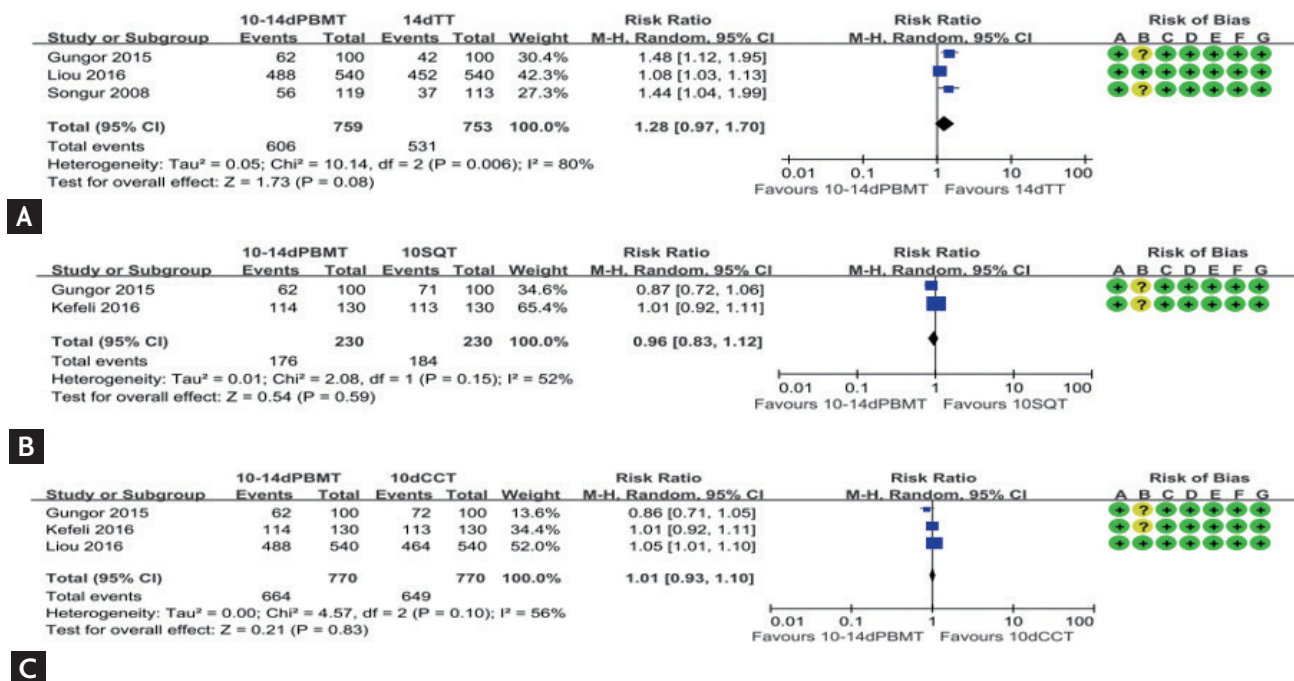 10-14dPBMT 14dTT Risk Ratio Risk Ratio Risk of Bias
Study or Subgroup Events Total Events Total Weight M-H, Random, 95% CI M-H, Random, 95% CI A B C D E F G
Gungor 2015 62 100 42 100 30.4% 1.48 [1.12, 1.95] + ? + + + + +
Liou 2016 488 540 452 540 42.3% 1.08 [1.03, 1.13] + + + + + + +
Songur 2008 56 119 37 113 27.3% 1.44 [1.04, 1.99] + ? + + + + +
Total (95% CI) 759 753 100.0% 1.28 [0.97, 1.70]
Total events 606 531
Heterogeneity: Tau² = 0.05; Chi² = 10.14, df = 2 (P = 0.006); I² = 80%
Test for overall effect: Z = 1.73 (P = 0.08)
0.01 0.1 1 10 100
Favours 10-14dPBMT Favours 14dTT
A
10-14dPBMT 10SQT Risk Ratio Risk Ratio Risk of Bias
Study or Subgroup Events Total Events Total Weight M-H, Random, 95% CI M-H, Random, 95% CI A B C D E F G
Gungor 2015 62 100 71 100 34.6% 0.87 [0.72, 1.06] + ? + + + + +
Kefeli 2016 114 130 113 130 65.4% 1.01 [0.92, 1.11] + ? + + + + +
Total (95% CI) 230 230 100.0% 0.96 [0.83, 1.12]
Total events 176 184
Heterogeneity: Tau² = 0.01; Chi² = 2.08, df = 1 (P = 0.15); I² = 52%
Test for overall effect: Z = 0.54 (P = 0.59)
0.01 0.1 1 10 100
Favours 10-14dPBMT Favours 10SQT
B
10-14dPBMT 10dCCT Risk Ratio Risk Ratio Risk of Bias
Study or Subgroup Events Total Events Total Weight M-H, Random, 95% CI M-H, Random, 95% CI A B C D E F G
Gungor 2015 62 100 72 100 13.6% 0.86 [0.71, 1.05] + ? + + + + +
Kefeli 2016 114 130 113 130 34.4% 1.01 [0.92, 1.11] + ? + + + + +
Liou 2016 488 540 464 540 52.0% 1.05 [1.01, 1.10] + + + + + + +
Total (95% CI) 770 770 100.0% 1.01 [0.93, 1.10]
Total events 664 649
Heterogeneity: Tau² = 0.00; Chi² = 4.57, df = 2 (P = 0.10); I² = 56%
Test for overall effect: Z = 0.21 (P = 0.83)
0.01 0.1 1 10 100
Favours 10-14dPBMT Favours 10dCCT
C